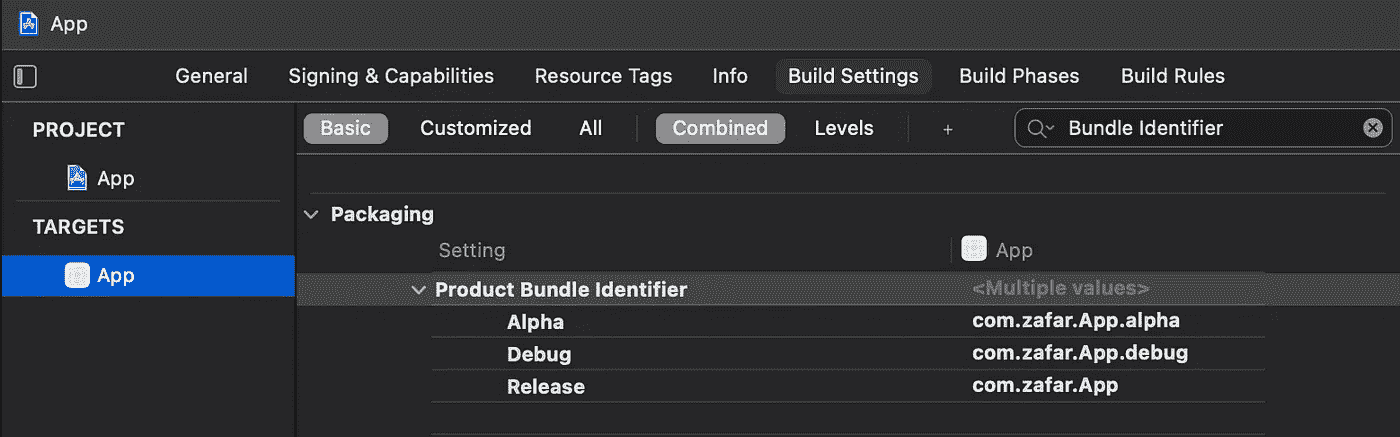 App
General Signing & Capabilities Resource Tags Info Build Settings Build Phases Build Rules
PROJECT
App
TARGETS
App
Basic Customized All Combined Levels + Bundle Identifier
Packaging
Setting App
Product Bundle Identifier <Multiple values>
Alpha com.zafar.App.alpha
Debug com.zafar.App.debug
Release com.zafar.App